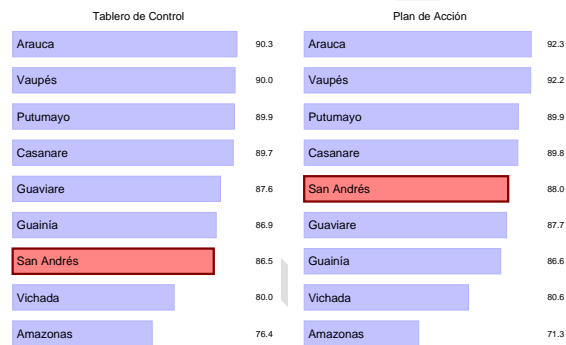 Tablero de Control
Arauca 90.3
Vaupés 90.0
Putumayo 89.9
Casanare 89.7
Guaviare 87.6
Guainía 86.9
San Andrés 86.5
Vichada 80.0
Amazonas 76.4
Plan de Acción
Arauca 92.3
Vaupés 92.2
Putumayo 89.9
Casanare 89.8
San Andrés 88.0
Guaviare 87.7
Guainía 86.6
Vichada 80.6
Amazonas 71.3